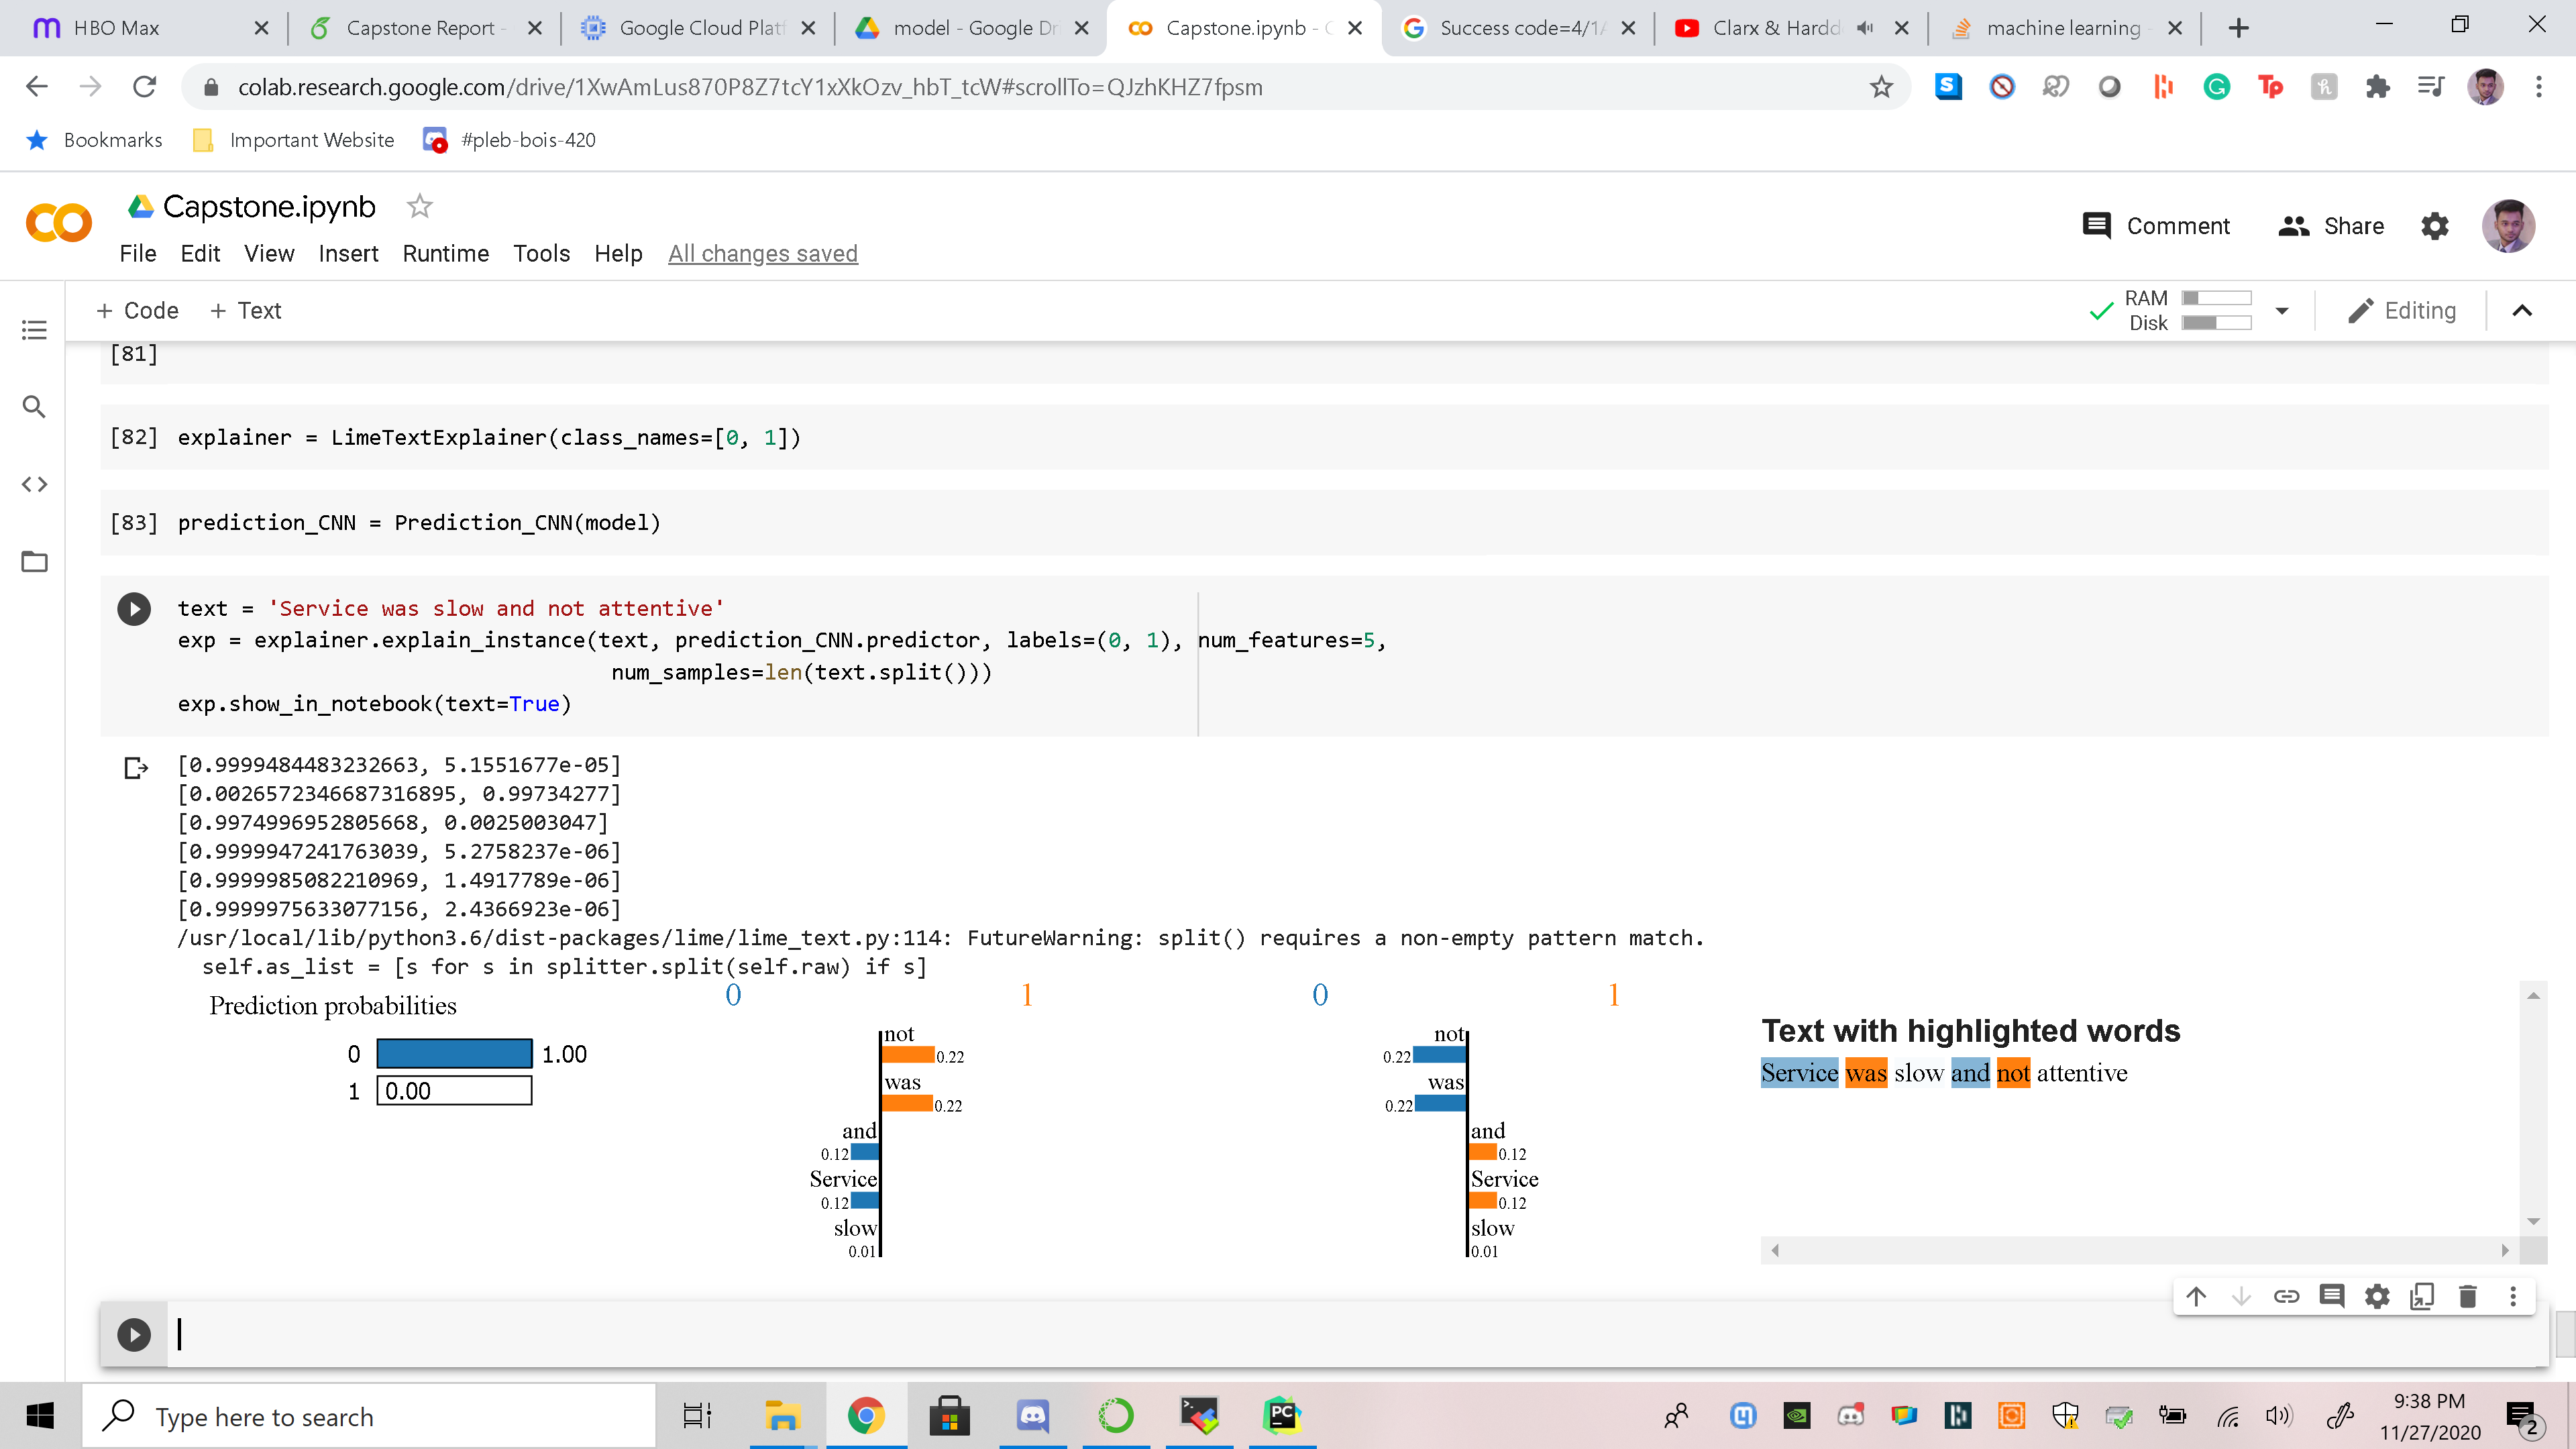 HBO Max
Capstone Report -
Google Cloud Platf
model - Google Dr
Capstone.ipynb - C
Success code=4/1A
Clarx & Hardd
machine learning -
colab.research.google.com/drive/1XwAmLus870P8Z7tcY1xXkOzv_hbT_tcW#scrollTo=QJzhKHZ7fpsm
Bookmarks
Important Website
#pleb-bois-420
Capstone.ipynb
Comment
Share
File Edit View Insert Runtime Tools Help All changes saved
+ Code + Text
RAM
Disk
Editing
[81]
[82] explainer = LimeTextExplainer(class_names=[0, 1])
[83] prediction_CNN = Prediction_CNN(model)
text = 'Service was slow and not attentive'
exp = explainer.explain_instance(text, prediction_CNN.predictor, labels=(0, 1), num_features=5,
num_samples=len(text.split()))
exp.show_in_notebook(text=True)
[0.9999484483232663, 5.1551677e-05]
[0.0026572346687316895, 0.99734277]
[0.9974996952805668, 0.0025003047]
[0.9999947241763039, 5.2758237e-06]
[0.9999985082210969, 1.4917789e-06]
[0.9999975633077156, 2.4366923e-06]
/usr/local/lib/python3.6/dist-packages/lime/lime_text.py:114: FutureWarning: split() requires a non-empty pattern match.
self.as_list = [s for s in splitter.split(self.raw) if s]
Prediction probabilities
0 1.00
1 0.00
0 1
not
0.22
was
0.22
and
0.12
Service
0.12
slow
0.01
0 1
not
0.22
was
0.22
and
0.12
Service
0.12
slow
0.01
Text with highlighted words
Service was slow and not attentive
Type here to search
PC
9:38 PM
11/27/2020
2